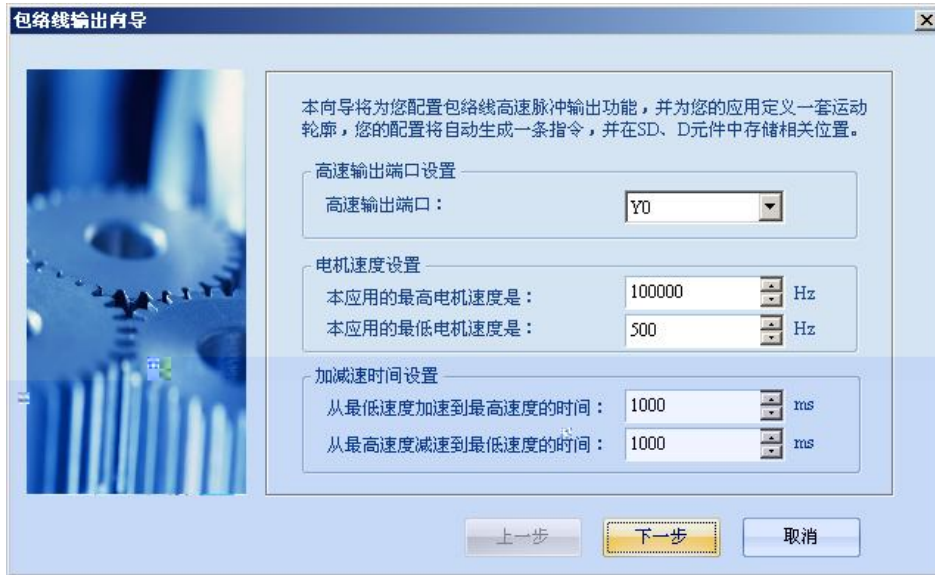 包络线输出向导
本向导将为您配置包络线高速脉冲输出功能，并为您的应用定义一套运动
轮廓，您的配置将自动生成一条指令，并在SD、D元件中存储相关位置。
高速输出端口设置
高速输出端口： Y0
电机速度设置
本应用的最高电机速度是： 100000 Hz
本应用的最低电机速度是： 500 Hz
加减速时间设置
从最低速度加速到最高速度的时间： 1000 ms
从最高速度减速到最低速度的时间： 1000 ms
上一步 下一步 取消